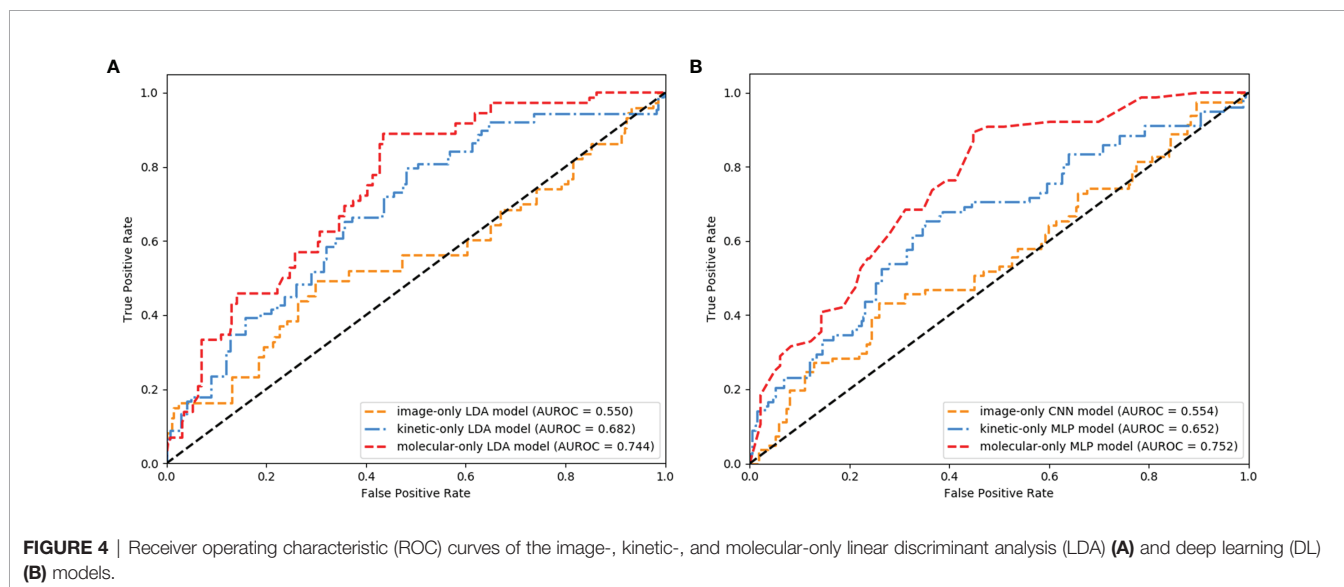 A
B
1.0
0.8
0.6
0.4
0.2
0.0
True Positive Rate
0.0 0.2 0.4 0.6 0.8 1.0
False Positive Rate
image-only LDA model (AUROC = 0.550)
kinetic-only LDA model (AUROC = 0.682)
molecular-only LDA model (AUROC = 0.744)
1.0
0.8
0.6
0.4
0.2
0.0
True Positive Rate
0.0 0.2 0.4 0.6 0.8 1.0
False Positive Rate
image-only CNN model (AUROC = 0.554)
kinetic-only MLP model (AUROC = 0.652)
molecular-only MLP model (AUROC = 0.752)
FIGURE 4 | Receiver operating characteristic (ROC) curves of the image-, kinetic-, and molecular-only linear discriminant analysis (LDA) (A) and deep learning (DL)
(B) models.